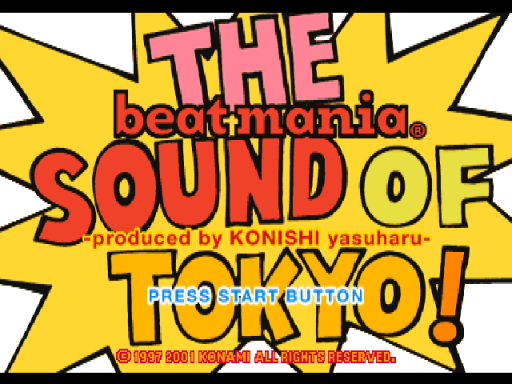 THE
beatmania®
SOUND OF
-produced by KONISHI yasuharu-
TOKYO!
PRESS START BUTTON
© 1997 2001 KONAMI ALL RIGHTS RESERVED.